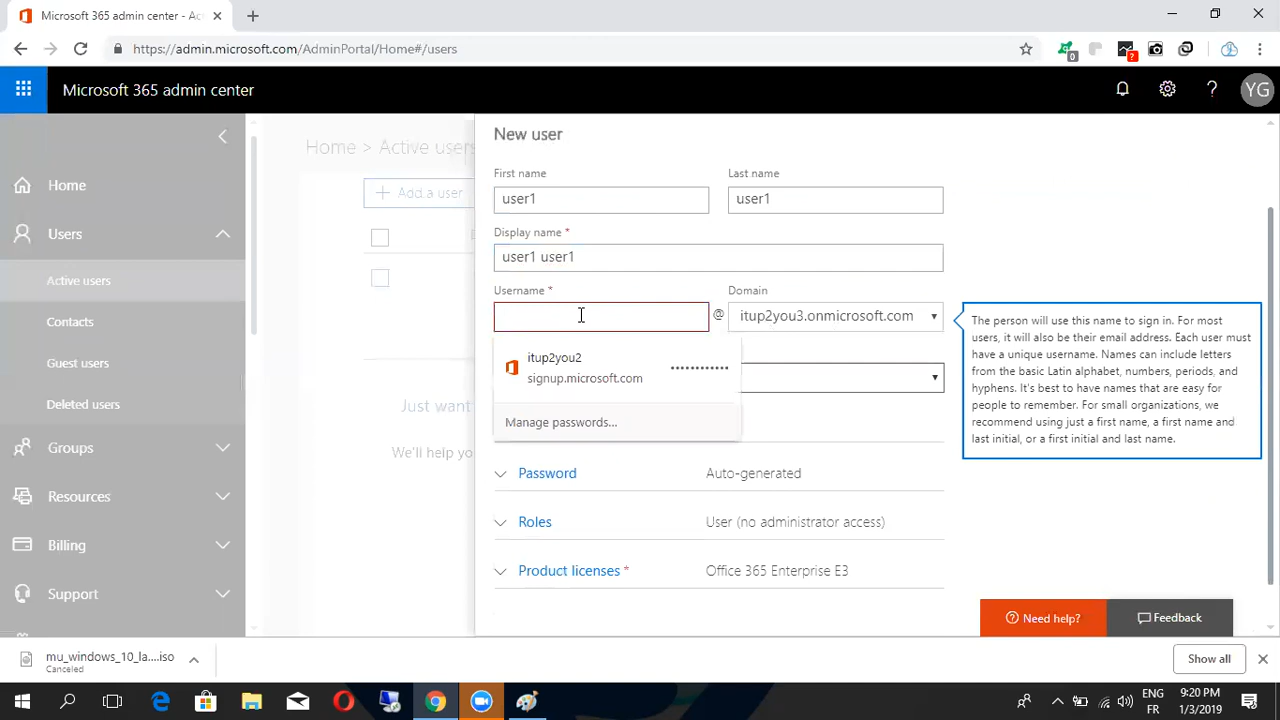 Microsoft 365 admin center - Ac
https://admin.microsoft.com/AdminPortal/Home#/users
0
?
Microsoft 365 admin center
YG
Home
Users
Active users
Contacts
Guest users
Deleted users
Groups
Resources
Billing
Support
Home > Active users
Add a user
Just want
We'll help yo
New user
First name
Last name
user1
user1
Display name *
user1 user1
Username *
Domain
@
itup2you3.onmicrosoft.com
itup2you2
signup.microsoft.com
••••••••••••
Manage passwords...
Password
Auto-generated
Roles
User (no administrator access)
Product licenses *
Office 365 Enterprise E3
The person will use this name to sign in. For most
users, it will also be their email address. Each user must
have a unique username. Names can include letters
from the basic Latin alphabet, numbers, periods, and
hyphens. It's best to have names that are easy for
people to remember. For small organizations, we
recommend using just a first name, a first name and
last initial, or a first initial and last name.
Need help?
Feedback
mu_windows_10_la....iso
Canceled
Show all
ENG
FR
9:20 PM
1/3/2019